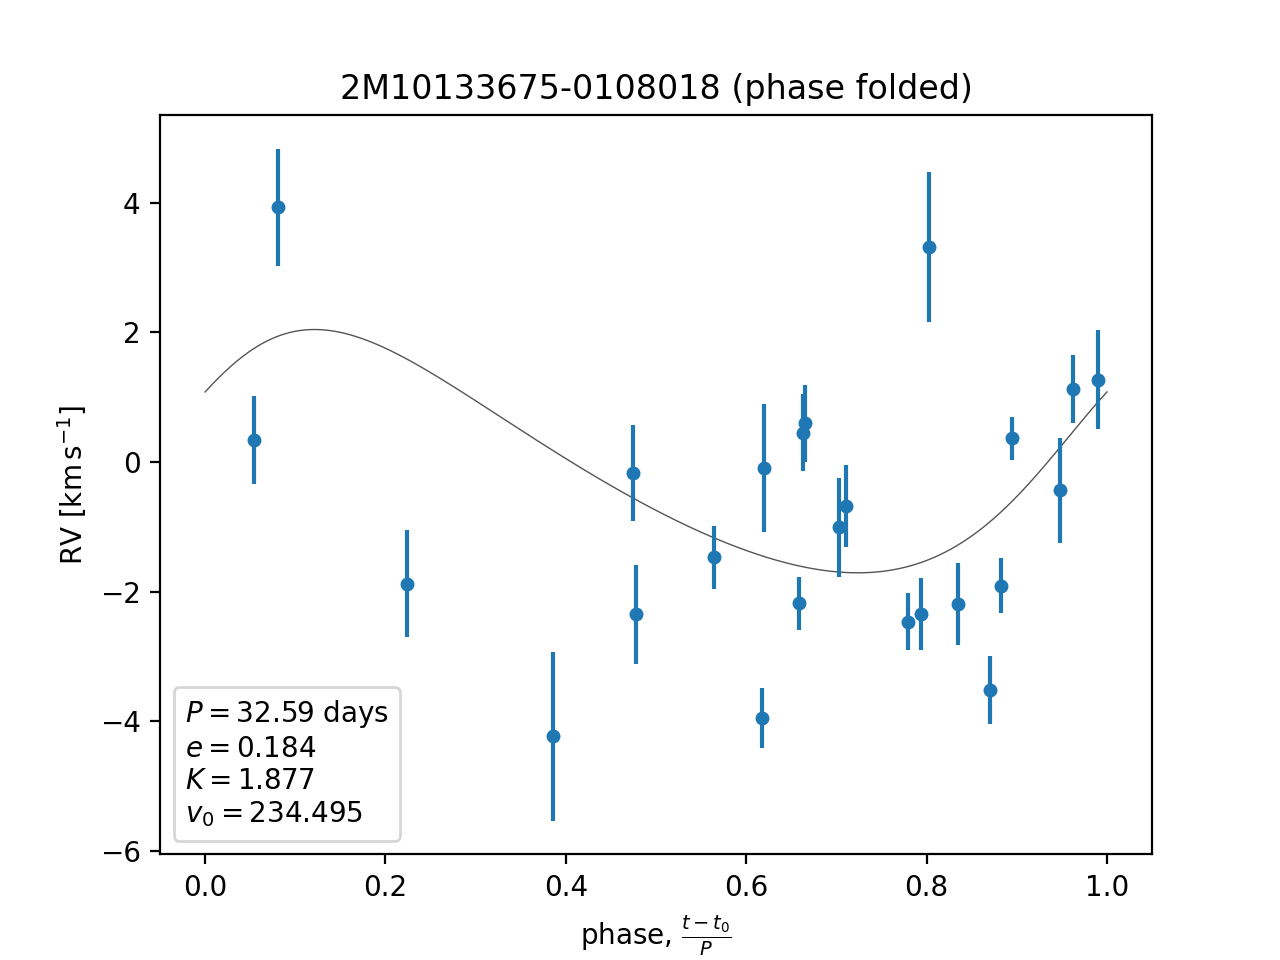 2M10133675-0108018 (phase folded)
RV [km s⁻¹]
4
2
0
−2
−4
−6
P = 32.59 days
e = 0.184
K = 1.877
v₀ = 234.495
0.0 0.2 0.4 0.6 0.8 1.0
phase, (t − t₀)/P